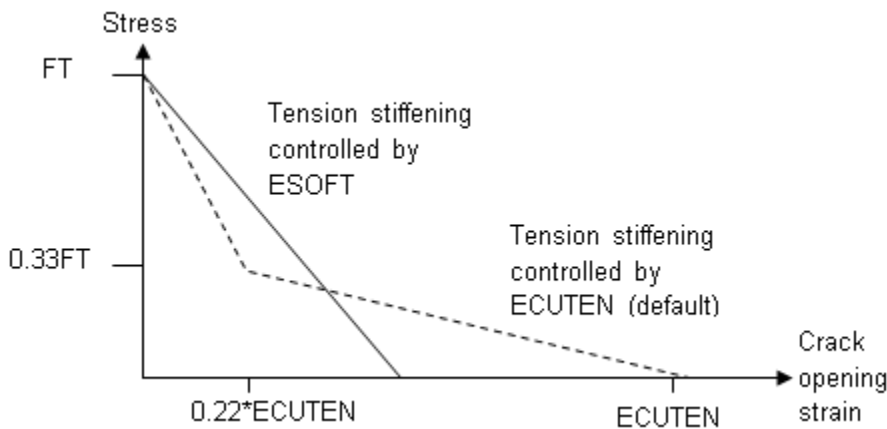 Stress
FT
Tension stiffening
controlled by
ESOFT
0.33FT
Tension stiffening
controlled by
ECUTEN (default)
Crack
opening
strain
0.22*ECUTEN
ECUTEN